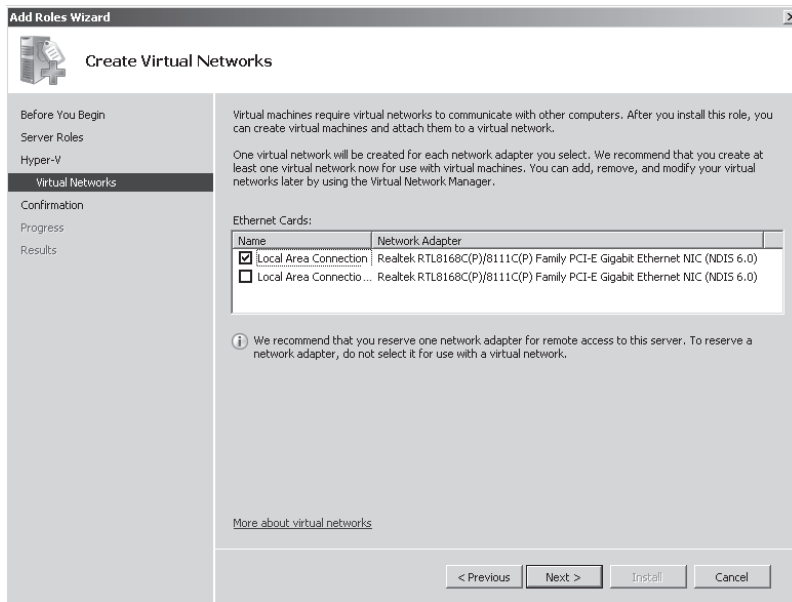 Add Roles Wizard
Create Virtual Networks
Before You Begin
Server Roles
Hyper-V
Virtual Networks
Confirmation
Progress
Results
Virtual machines require virtual networks to communicate with other computers. After you install this role, you
can create virtual machines and attach them to a virtual network.
One virtual network will be created for each network adapter you select. We recommend that you create at
least one virtual network now for use with virtual machines. You can add, remove, and modify your virtual
networks later by using the Virtual Network Manager.
Ethernet Cards:
Name Network Adapter
Local Area Connection Realtek RTL8168C(P)/8111C(P) Family PCI-E Gigabit Ethernet NIC (NDIS 6.0)
Local Area Connectio... Realtek RTL8168C(P)/8111C(P) Family PCI-E Gigabit Ethernet NIC (NDIS 6.0)
We recommend that you reserve one network adapter for remote access to this server. To reserve a
network adapter, do not select it for use with a virtual network.
More about virtual networks
< Previous Next > Install Cancel